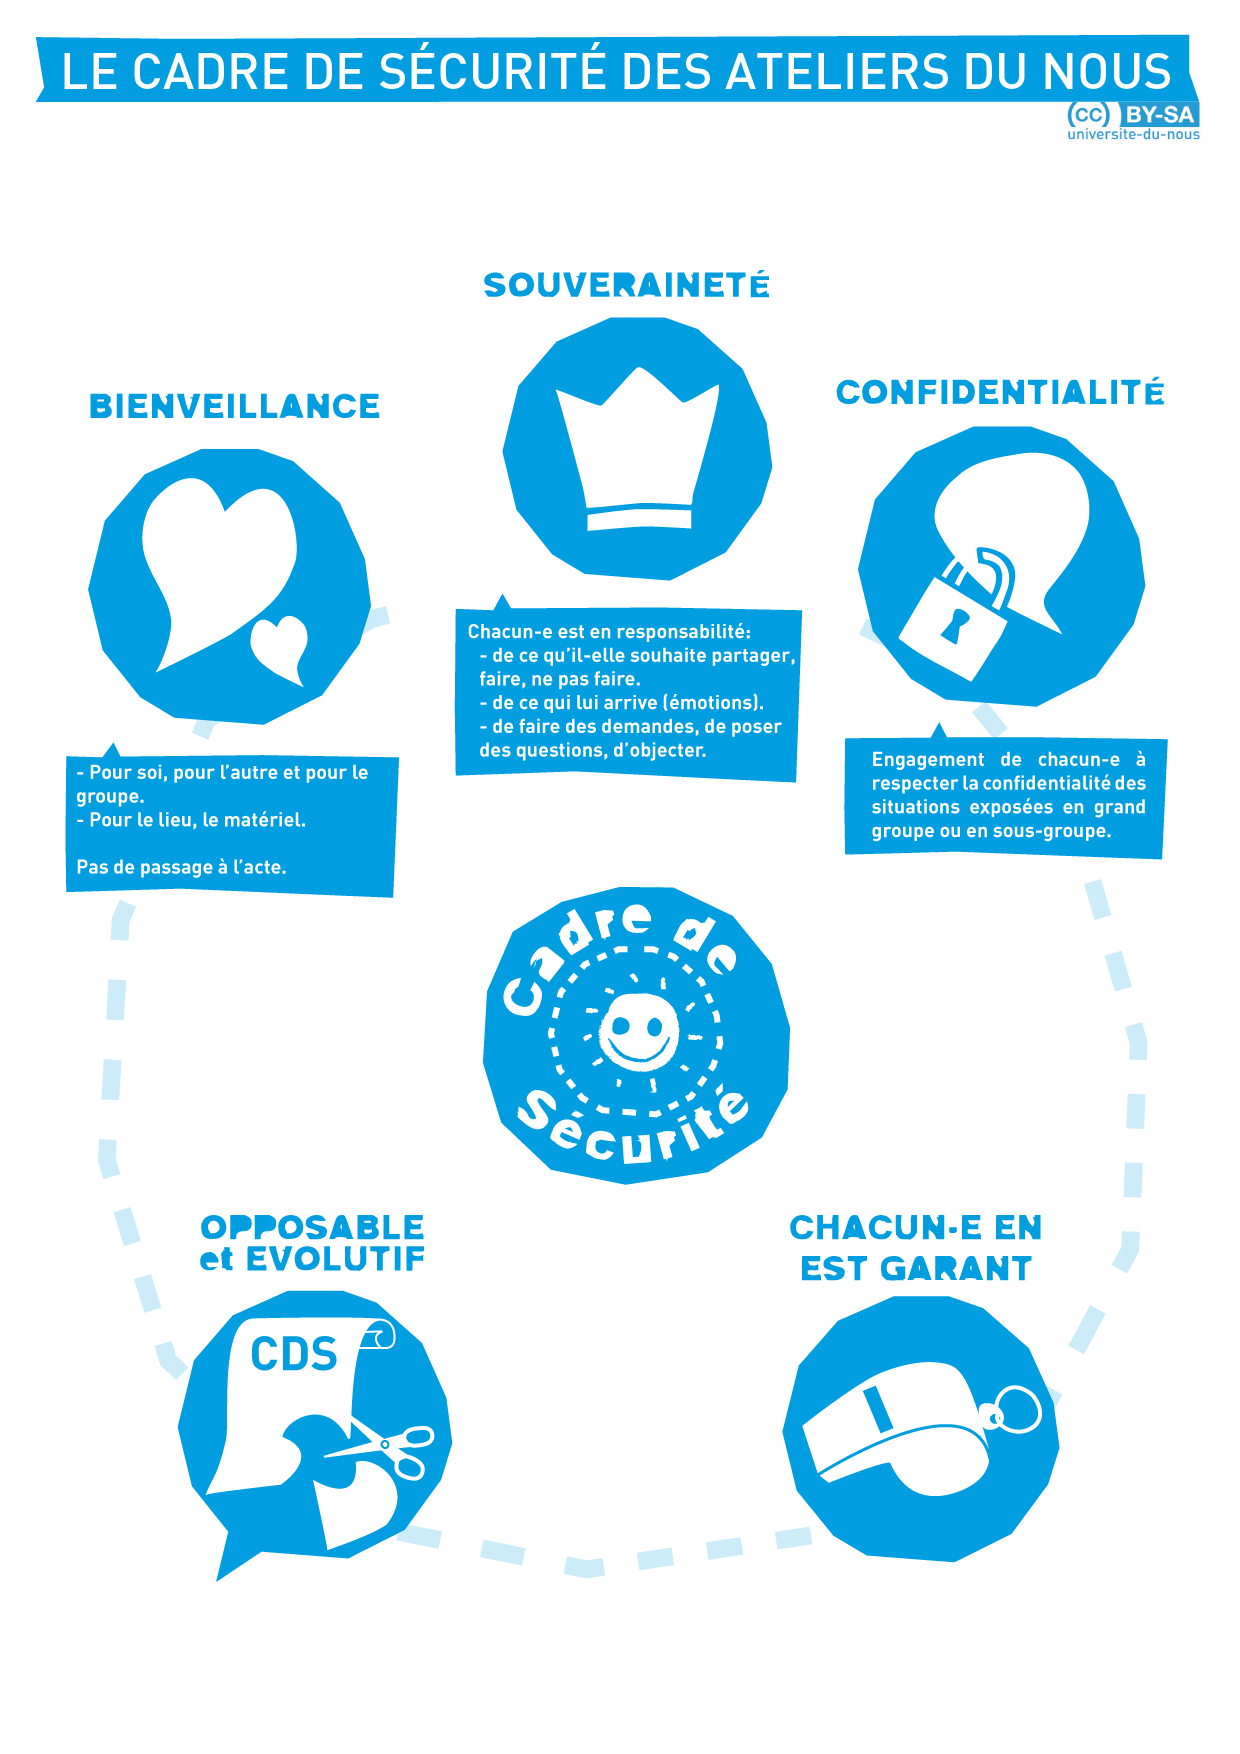 LE CADRE DE SÉCURITÉ DES ATELIERS DU NOUS
cc BY-SA
universite-du-nous
SOUVERAINETÉ
CONFIDENTIALITÉ
BIENVEILLANCE
Chacun-e est en responsabilité:
- de ce qu'il-elle souhaite partager,
faire, ne pas faire.
- de ce qui lui arrive (émotions).
- de faire des demandes, de poser
des questions, d'objecter.
Engagement de chacun-e à
respecter la confidentialité des
situations exposées en grand
groupe ou en sous-groupe.
- Pour soi, pour l'autre et pour le
groupe.
- Pour le lieu, le matériel.
Pas de passage à l'acte.
Cadre de
Sécurité
OPPOSABLE
et EVOLUTIF
CHACUN-E EN
EST GARANT
CDS